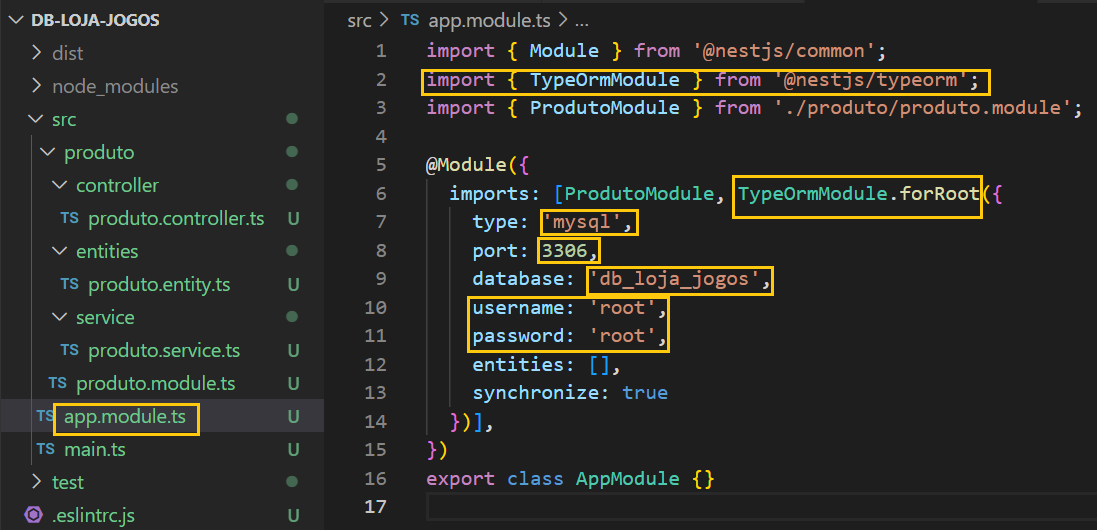 DB-LOJA-JOGOS
dist
node_modules
src
produto
controller
TS produto.controller.ts U
entities
TS produto.entity.ts U
service
TS produto.service.ts U
TS produto.module.ts U
TS app.module.ts U
TS main.ts U
test
.eslintrc.js U
src > TS app.module.ts > ...
1 import { Module } from '@nestjs/common';
2 import { TypeOrmModule } from '@nestjs/typeorm';
3 import { ProdutoModule } from './produto/produto.module';
4
5 @Module({
6 imports: [ProdutoModule, TypeOrmModule.forRoot({
7 type: 'mysql',
8 port: 3306,
9 database: 'db_loja_jogos',
10 username: 'root',
11 password: 'root',
12 entities: [],
13 synchronize: true
14 })],
15 })
16 export class AppModule {}
17